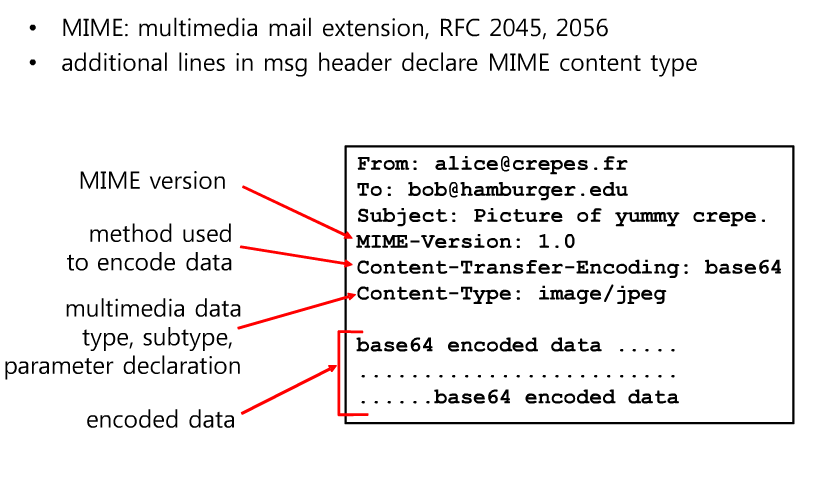 • MIME: multimedia mail extension, RFC 2045, 2056
• additional lines in msg header declare MIME content type
MIME version
method used
to encode data
multimedia data
type, subtype,
parameter declaration
encoded data
From: alice@crepes.fr
To: bob@hamburger.edu
Subject: Picture of yummy crepe.
MIME-Version: 1.0
Content-Transfer-Encoding: base64
Content-Type: image/jpeg
base64 encoded data .....
.........................
......base64 encoded data